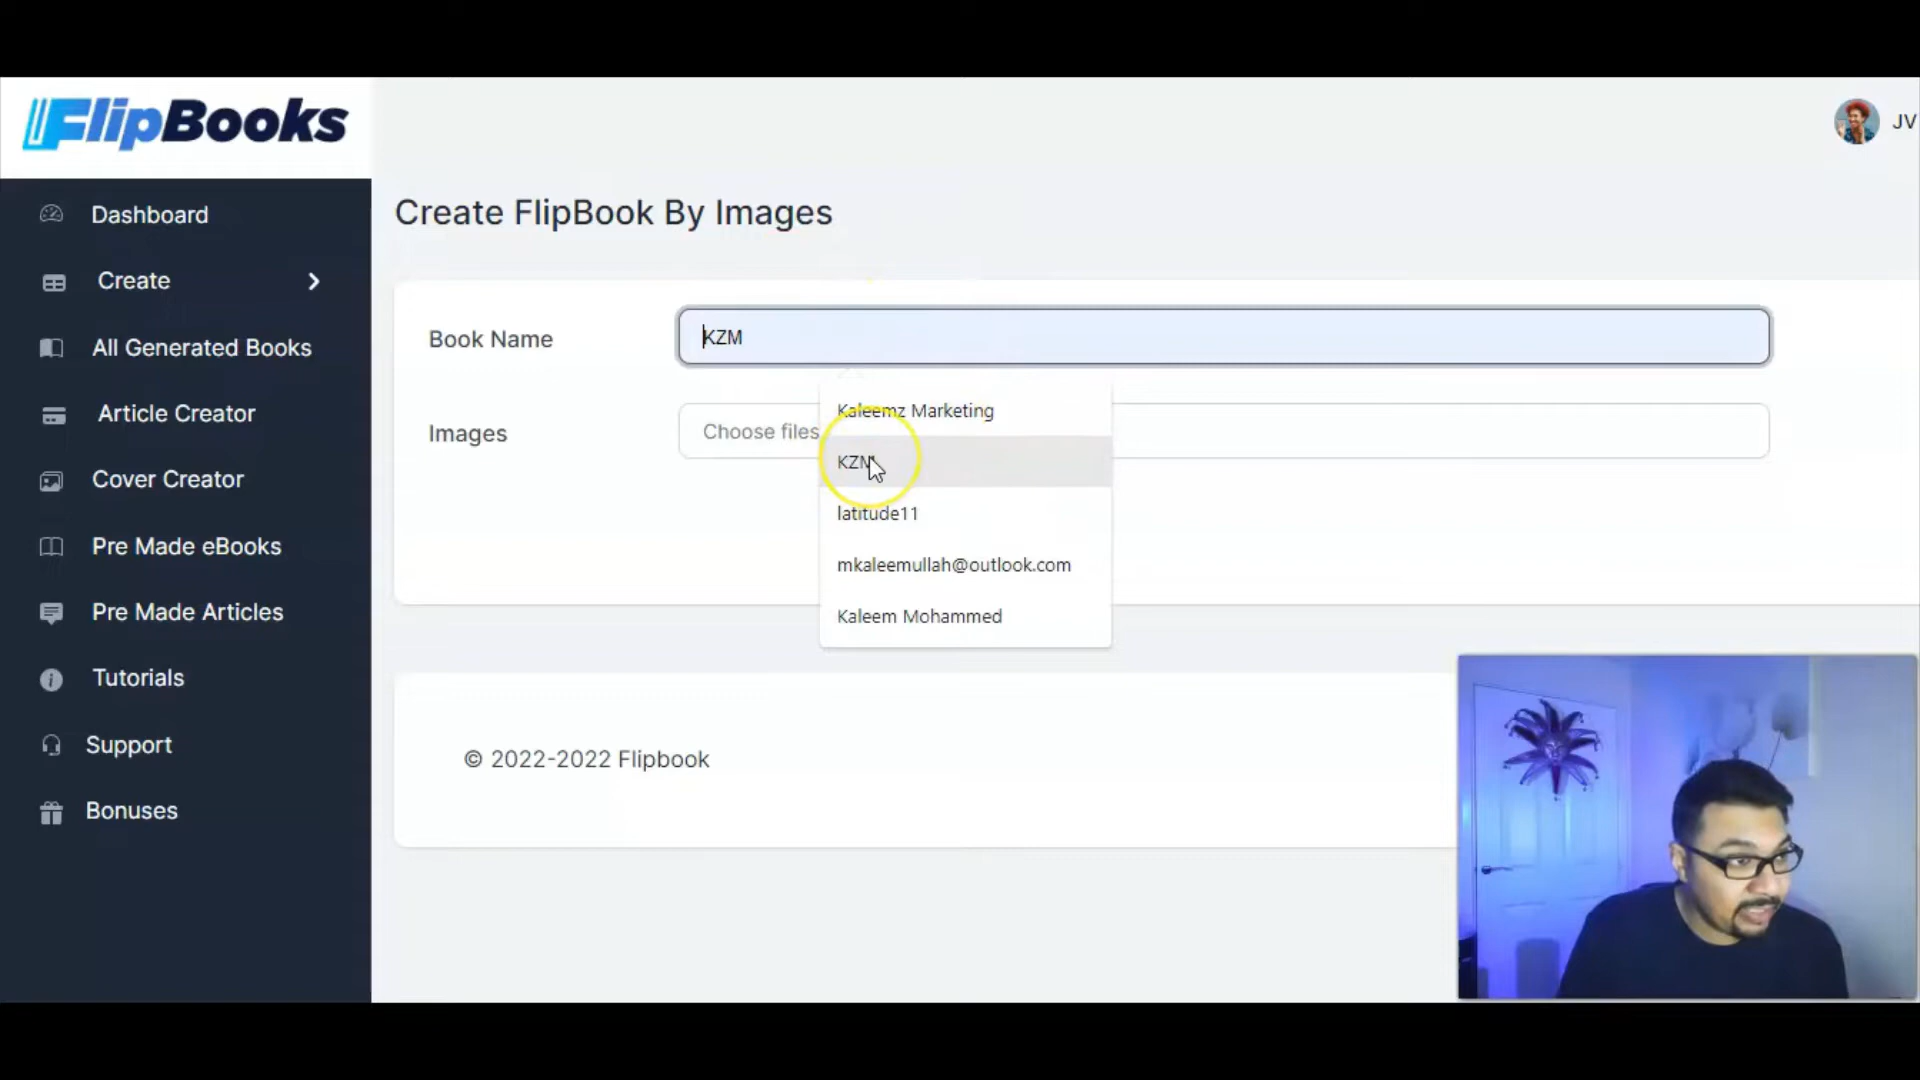 FlipBooks
JV
Dashboard
Create
All Generated Books
Article Creator
Cover Creator
Pre Made eBooks
Pre Made Articles
Tutorials
Support
Bonuses
Create FlipBook By Images
Book Name
KZM
Images
Choose files
Kaleemz Marketing
KZM
latitude11
mkaleemullah@outlook.com
Kaleem Mohammed
© 2022-2022 Flipbook